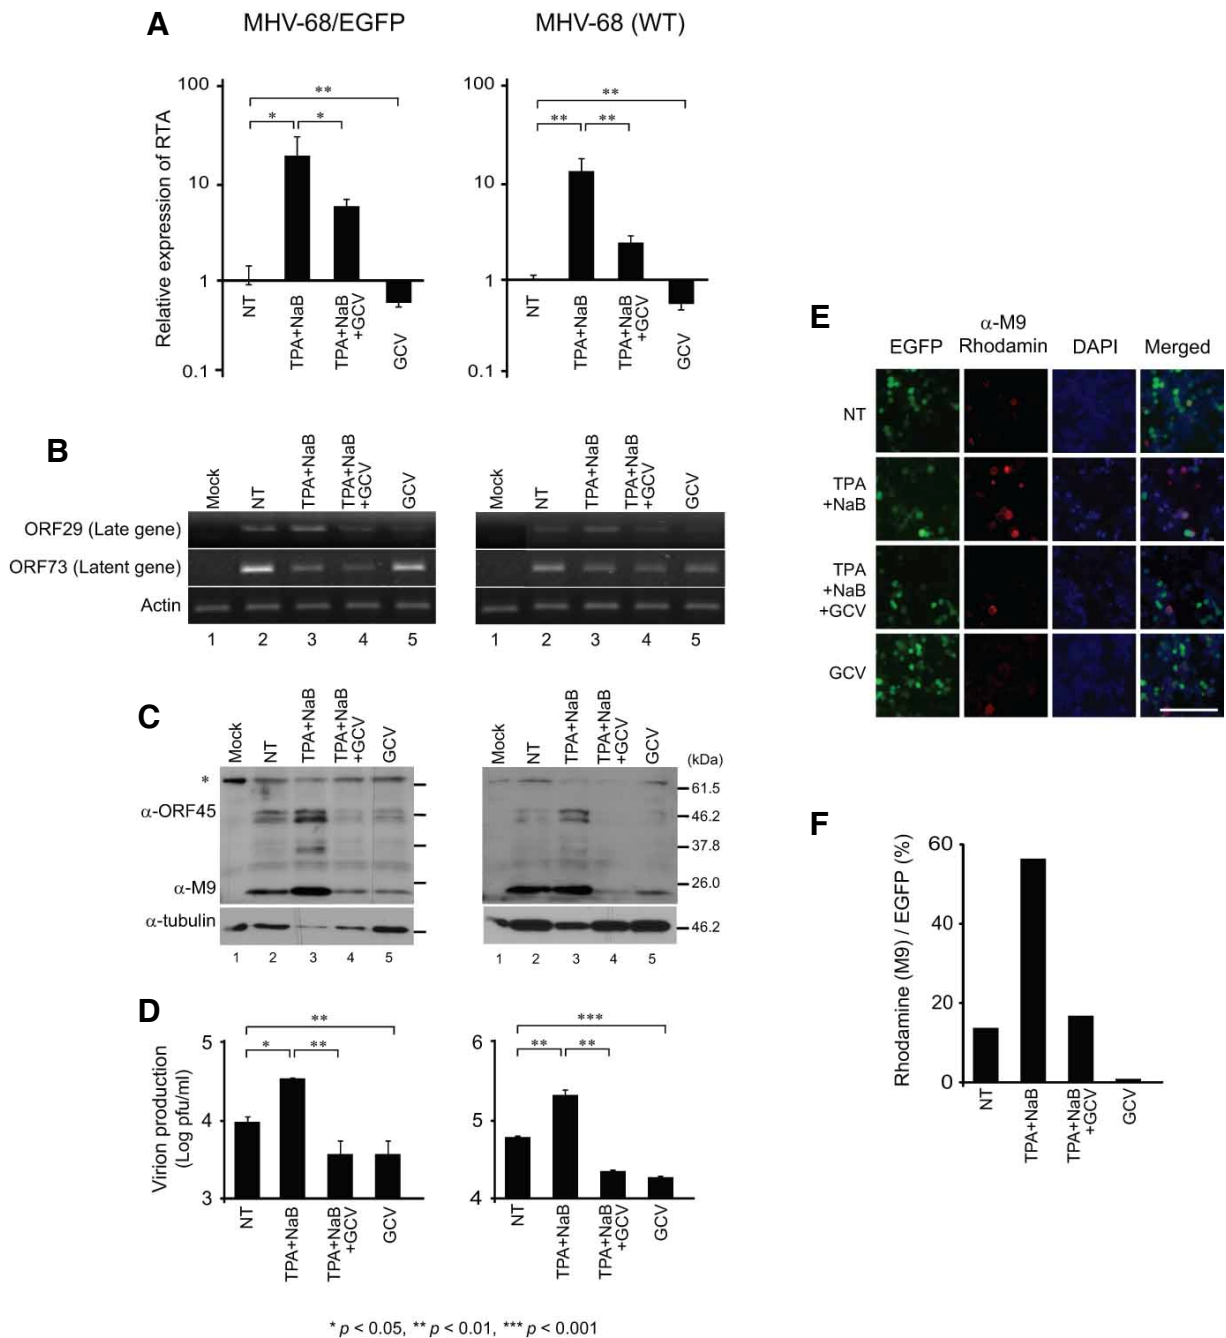 A
MHV-68/EGFP
MHV-68 (WT)
Relative expression of RTA
100
10
1
0.1
** 
* *
NT
TPA+NaB
TPA+NaB
+GCV
GCV
100
10
1
0.1
**
** **
NT
TPA+NaB
TPA+NaB
+GCV
GCV
B
Mock
NT
TPA+NaB
TPA+NaB
+GCV
GCV
Mock
NT
TPA+NaB
TPA+NaB
+GCV
GCV
ORF29 (Late gene)
ORF73 (Latent gene)
Actin
1 2 3 4 5
1 2 3 4 5
C
Mock
NT
TPA+NaB
TPA+NaB
+GCV
GCV
Mock
NT
TPA+NaB
TPA+NaB
+GCV
GCV
(kDa)
*
α-ORF45
α-M9
α-tubulin
61.5
46.2
37.8
26.0
46.2
1 2 3 4 5
1 2 3 4 5
D
Virion production
(Log pfu/ml)
5
4
3
**
* **
NT
TPA+NaB
TPA+NaB
+GCV
GCV
6
5
4
***
** **
NT
TPA+NaB
TPA+NaB
+GCV
GCV
* p < 0.05, ** p < 0.01, *** p < 0.001
E
EGFP
α-M9
Rhodamin
DAPI
Merged
NT
TPA
+NaB
TPA
+NaB
+GCV
GCV
F
Rhodamine (M9) / EGFP (%)
60
40
20
0
NT
TPA+NaB
TPA+NaB
+GCV
GCV